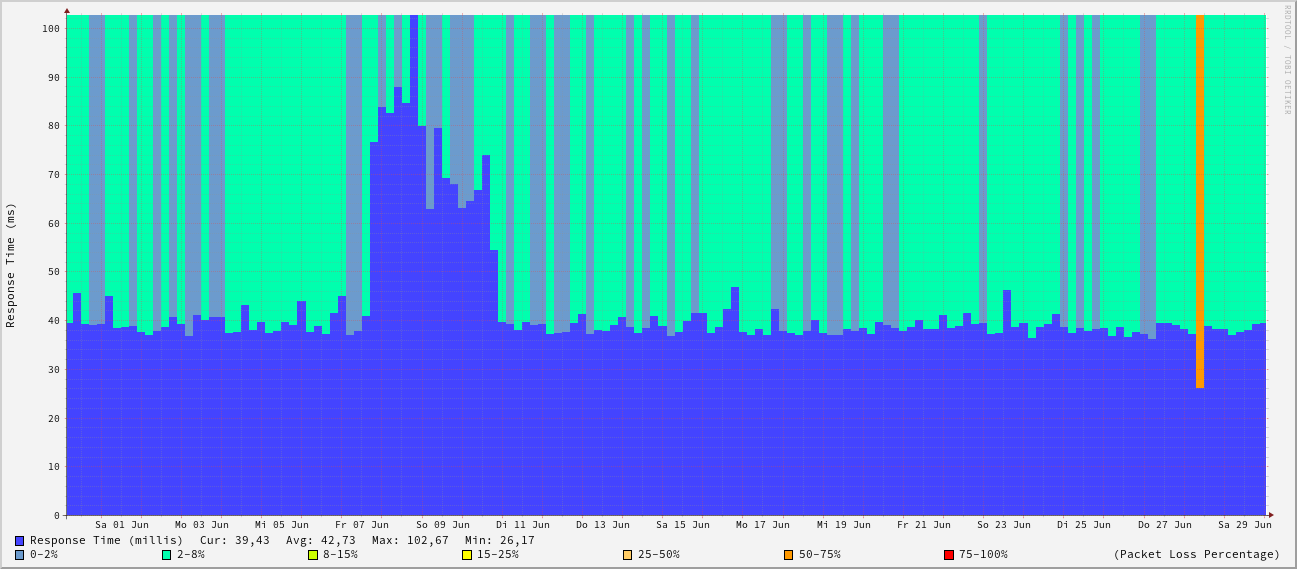 RRDTOOL / TOBI OETIKER
Response Time (ms)
100
90
80
70
60
50
40
30
20
10
0
Sa 01 Jun Mo 03 Jun Mi 05 Jun Fr 07 Jun So 09 Jun Di 11 Jun Do 13 Jun Sa 15 Jun Mo 17 Jun Mi 19 Jun Fr 21 Jun So 23 Jun Di 25 Jun Do 27 Jun Sa 29 Jun
Response Time (millis) Cur: 39,43 Avg: 42,73 Max: 102,67 Min: 26,17
0-2% 2-8% 8-15% 15-25% 25-50% 50-75% 75-100% (Packet Loss Percentage)